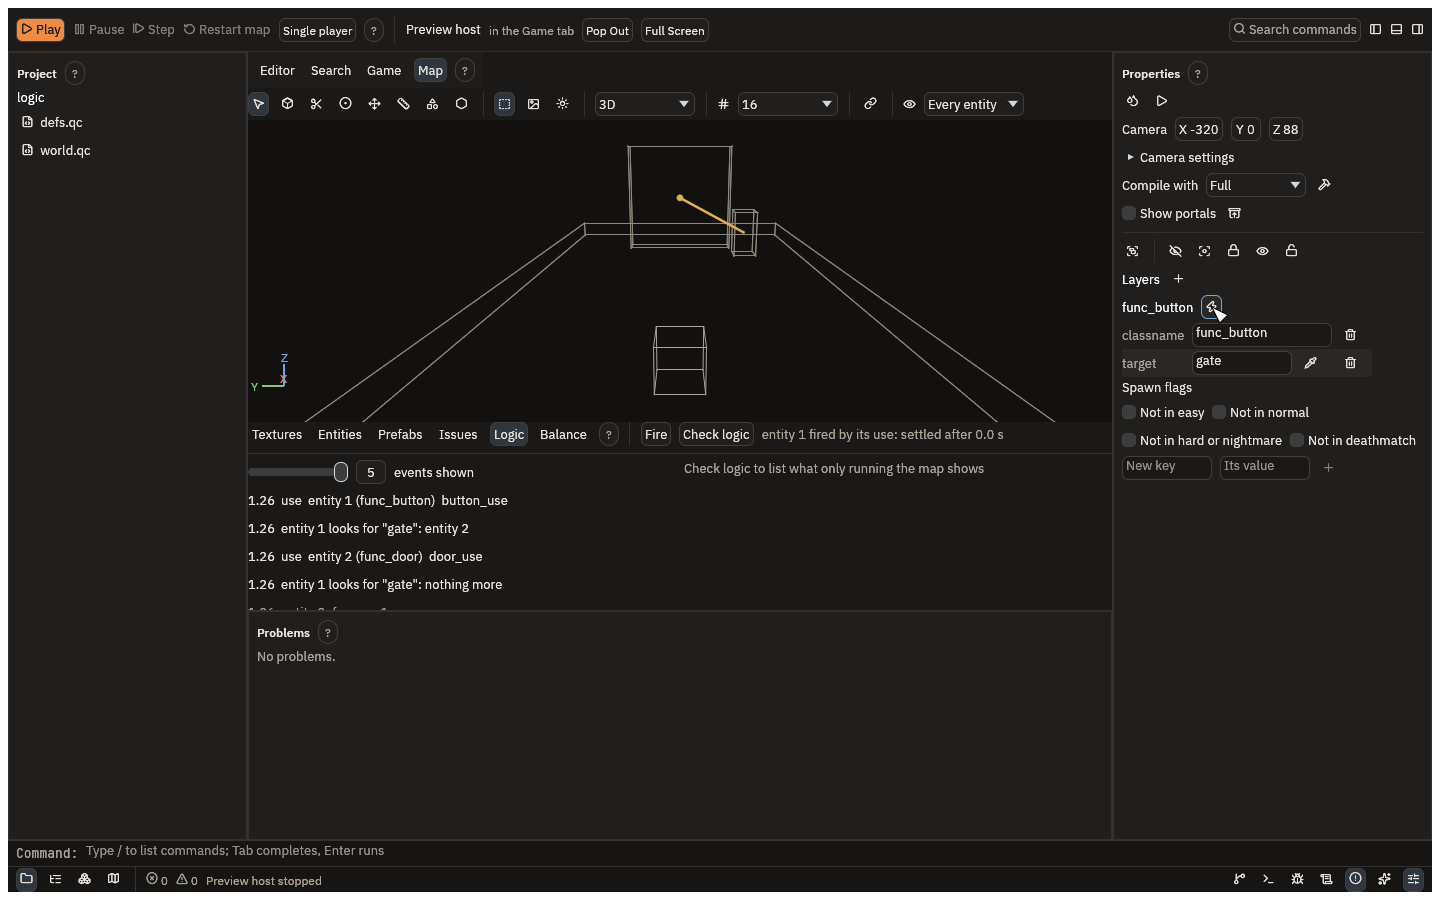 Play Pause Step Restart map Single player ? Preview host in the Game tab Pop Out Full Screen Search commands
Project ?
logic
defs.qc
world.qc
Editor Search Game Map ?
3D # 16 Every entity
Z
Y X
Textures Entities Prefabs Issues Logic Balance ? Fire Check logic entity 1 fired by its use: settled after 0.0 s
5 events shown
Check logic to list what only running the map shows
1.26 use entity 1 (func_button) button_use
1.26 entity 1 looks for "gate": entity 2
1.26 use entity 2 (func_door) door_use
1.26 entity 1 looks for "gate": nothing more
Problems ?
No problems.
Properties ?
Camera X -320 Y 0 Z 88
Camera settings
Compile with Full
Show portals
Layers +
func_button
classname func_button
target gate
Spawn flags
Not in easy Not in normal
Not in hard or nightmare Not in deathmatch
New key Its value +
Command: Type / to list commands; Tab completes, Enter runs
0 0 Preview host stopped